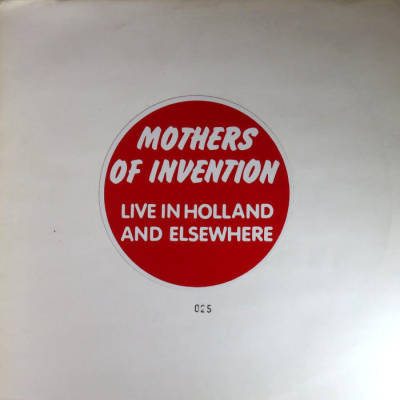 MOTHERS
OF INVENTION
LIVE IN HOLLAND
AND ELSEWHERE
025